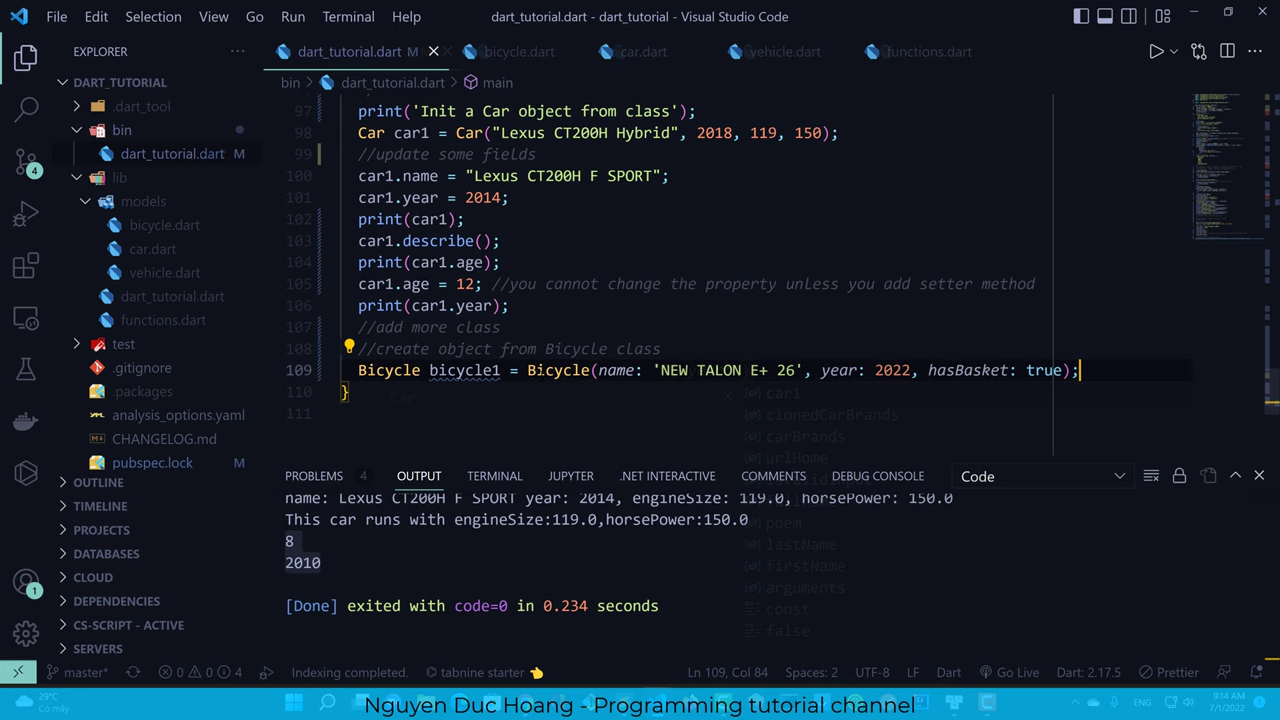 File Edit Selection View Go Run Terminal Help
dart_tutorial.dart - dart_tutorial - Visual Studio Code
EXPLORER
dart_tutorial.dart M
bicycle.dart
car.dart
vehicle.dart
functions.dart
bin dart_tutorial.dart main
DART_TUTORIAL
.dart_tool
bin
dart_tutorial.dart M
lib
models
bicycle.dart
car.dart
vehicle.dart
dart_tutorial.dart
functions.dart
test
.gitignore
.packages
analysis_options.yaml
CHANGELOG.md
pubspec.lock M
OUTLINE
TIMELINE
PROJECTS
DATABASES
CLOUD
DEPENDENCIES
CS-SCRIPT - ACTIVE
SERVERS
4
1
97 print('Init a Car object from class');
98 Car car1 = Car("Lexus CT200H Hybrid", 2018, 119, 150);
99 //update some fields
100 car1.name = "Lexus CT200H F SPORT";
101 car1.year = 2014;
102 print(car1);
103 car1.describe();
104 print(car1.age);
105 car1.age = 12; //you cannot change the property unless you add setter method
106 print(car1.year);
107 //add more class
108 //create object from Bicycle class
109 Bicycle bicycle1 = Bicycle(name: 'NEW TALON E+ 26', year: 2022, hasBasket: true);
110 }
111
Car
car1
clonedCarBrands
carBrands
urlHome
poem
lastName
firstName
arguments
const
false
PROBLEMS 4 OUTPUT TERMINAL JUPYTER .NET INTERACTIVE COMMENTS DEBUG CONSOLE Code
name: Lexus CT200H F SPORT year: 2014, engineSize: 119.0, horsePower: 150.0
This car runs with engineSize:119.0,horsePower:150.0
8
2010
[Done] exited with code=0 in 0.234 seconds
master* 0 0 4 Indexing completed. tabnine starter Ln 109, Col 84 Spaces: 2 UTF-8 LF Dart Go Live Dart: 2.17.5 Prettier
29°C
Có mây
Nguyen Duc Hoang - Programming tutorial channel
ENG
9:14 AM
7/1/2022